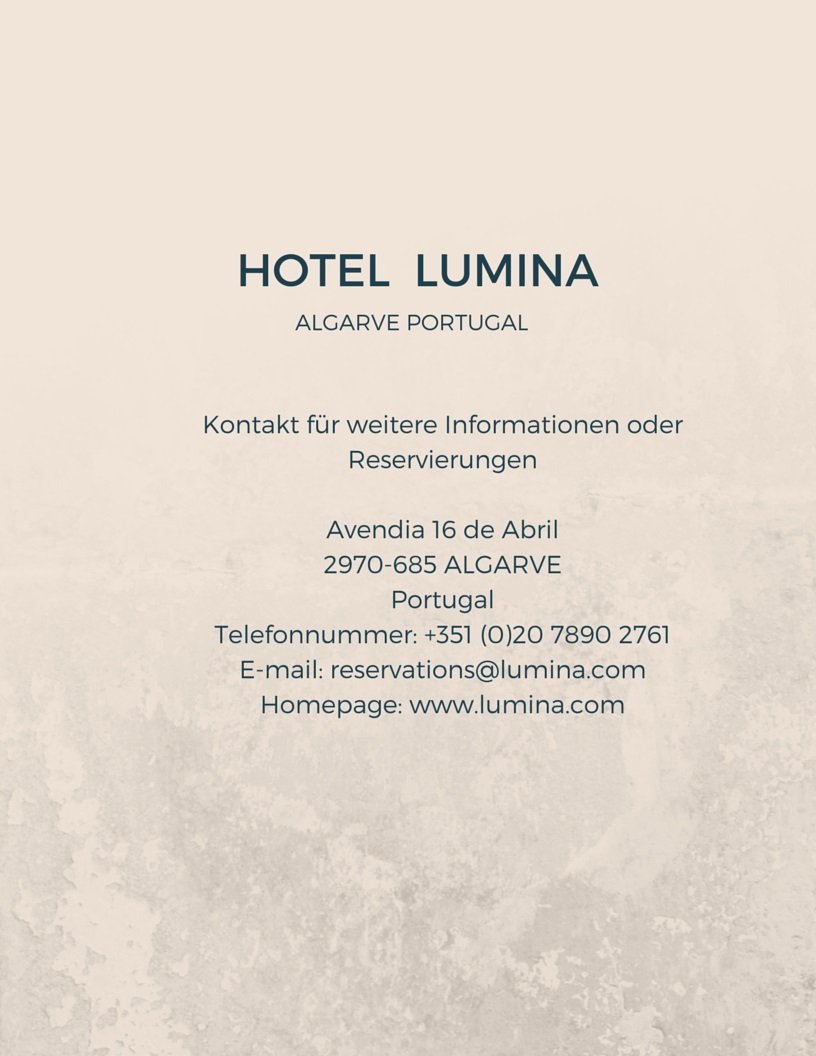 HOTEL LUMINA
ALGARVE PORTUGAL
Kontakt für weitere Informationen oder
Reservierungen
Avendia 16 de Abril
2970-685 ALGARVE
Portugal
Telefonnummer: +351 (0)20 7890 2761
E-mail: reservations@lumina.com
Homepage: www.lumina.com